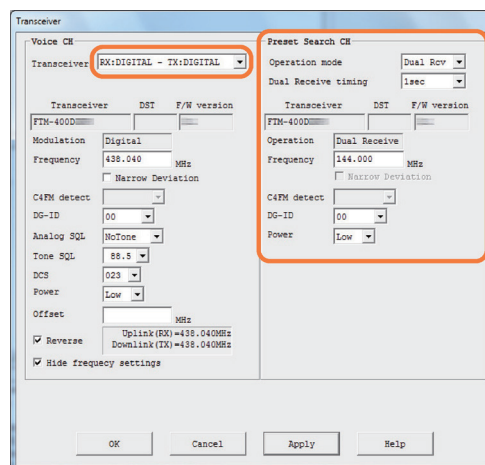 Transceiver
Voice CH
Transceiver RX:DIGITAL - TX:DIGITAL
Transceiver DST F/W version
FTM-400D
Modulation Digital
Frequency 438.040 MHz
Narrow Deviation
C4FM detect
DG-ID 00
Analog SQL NoTone
Tone SQL 88.5
DCS 023
Power Low
Offset MHz
Reverse Uplink(RX)=438.040MHz
Downlink(TX)=438.040MHz
Hide frequecy settings
Preset Search CH
Operation mode Dual Rcv
Dual Receive timing 1sec
Transceiver DST F/W version
FTM-400D
Operation Dual Receive
Frequency 144.000 MHz
Narrow Deviation
C4FM detect
DG-ID 00
Power Low
OK Cancel Apply Help